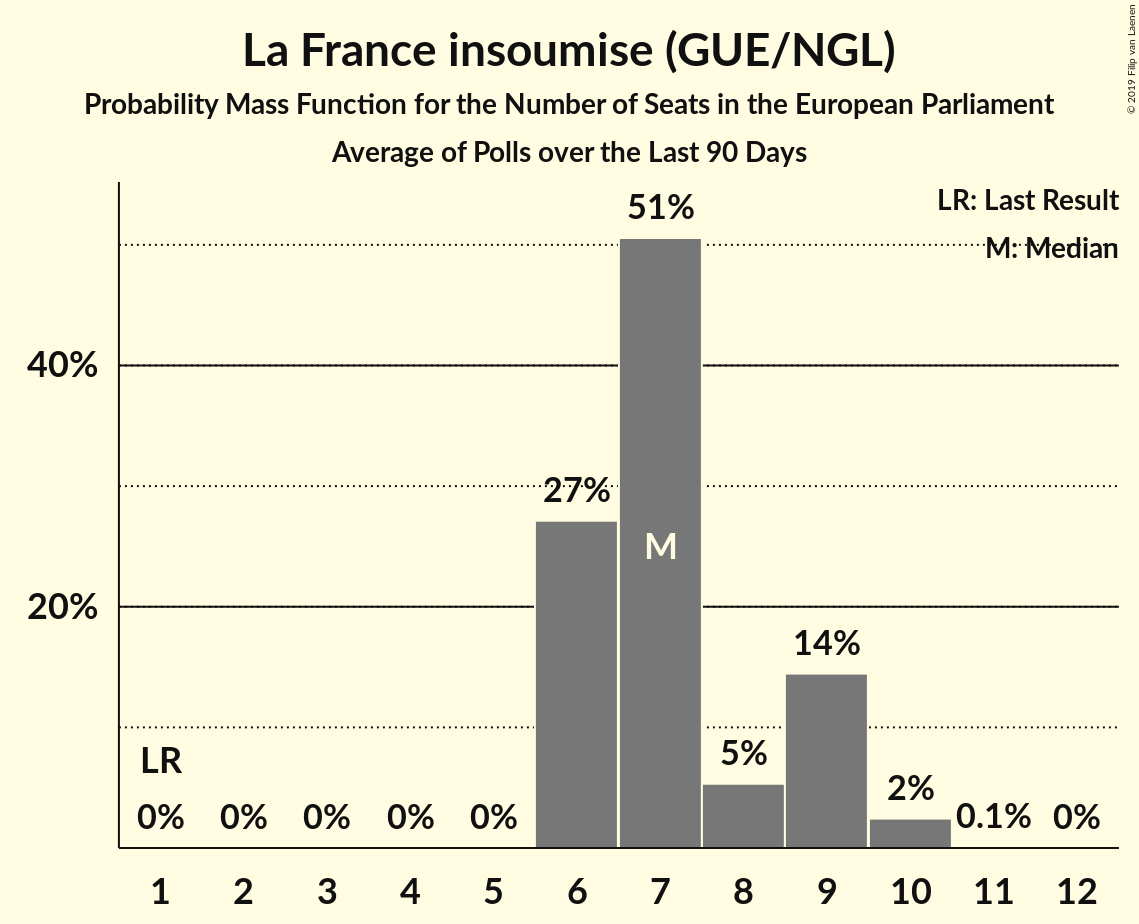 La France insoumise (GUE/NGL)
Probability Mass Function for the Number of Seats in the European Parliament
Average of Polls over the Last 90 Days
© 2019 Filip van Laenen
LR: Last Result
M: Median
51%
40%
27%
M
20%
14%
LR
5%
2%
0% 0% 0% 0% 0% 0.1% 0%
1 2 3 4 5 6 7 8 9 10 11 12